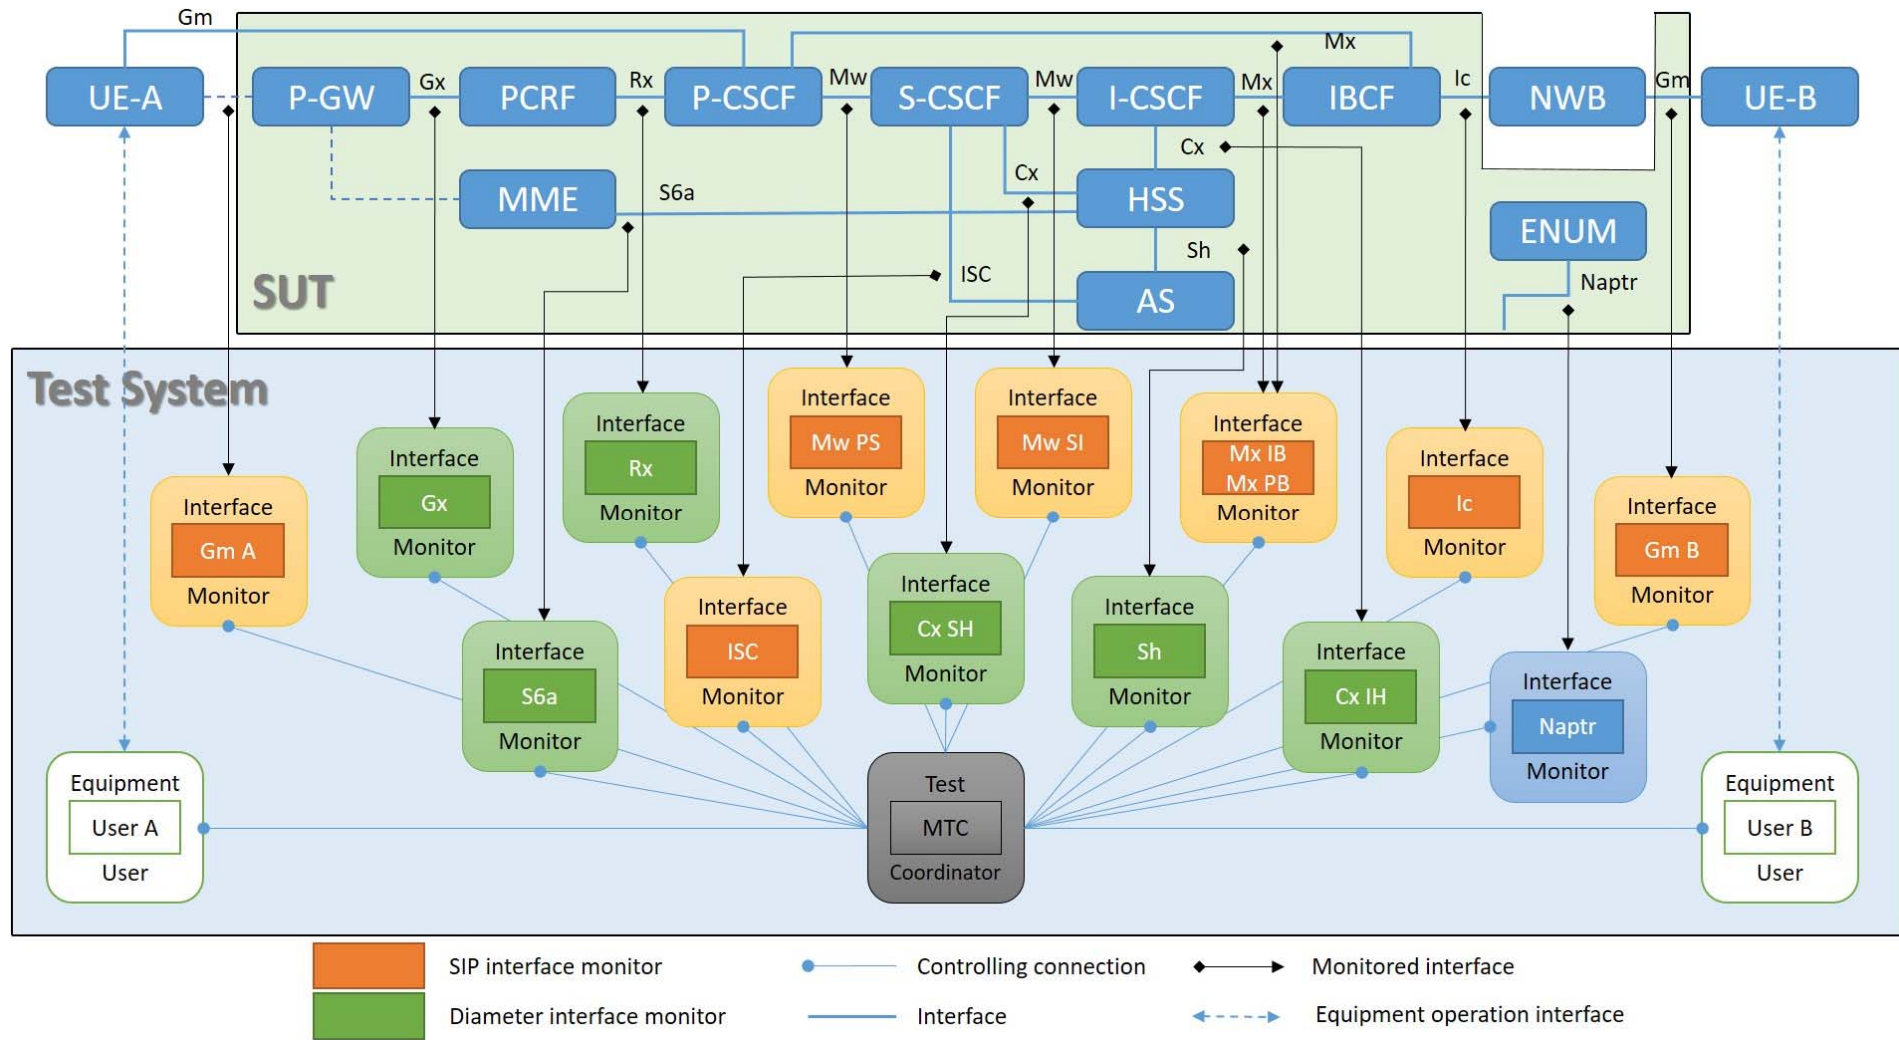 Gm
Mx
UE-A
P-GW
Gx
PCRF
Rx
P-CSCF
Mw
S-CSCF
Mw
I-CSCF
Mx
IBCF
Ic
NWB
Gm
UE-B
Cx
MME
S6a
Cx
HSS
ENUM
SUT
ISC
Sh
AS
Naptr
Test System
Interface
Gm A
Monitor
Interface
Gx
Monitor
Interface
Rx
Monitor
Interface
Mw PS
Monitor
Interface
Mw SI
Monitor
Interface
Mx IB
Mx PB
Monitor
Interface
Ic
Monitor
Interface
Gm B
Monitor
Interface
S6a
Monitor
Interface
ISC
Monitor
Interface
Cx SH
Monitor
Interface
Sh
Monitor
Interface
Cx IH
Monitor
Interface
Naptr
Monitor
Equipment
User A
User
Test
MTC
Coordinator
Equipment
User B
User
SIP interface monitor
Controlling connection
Monitored interface
Diameter interface monitor
Interface
Equipment operation interface